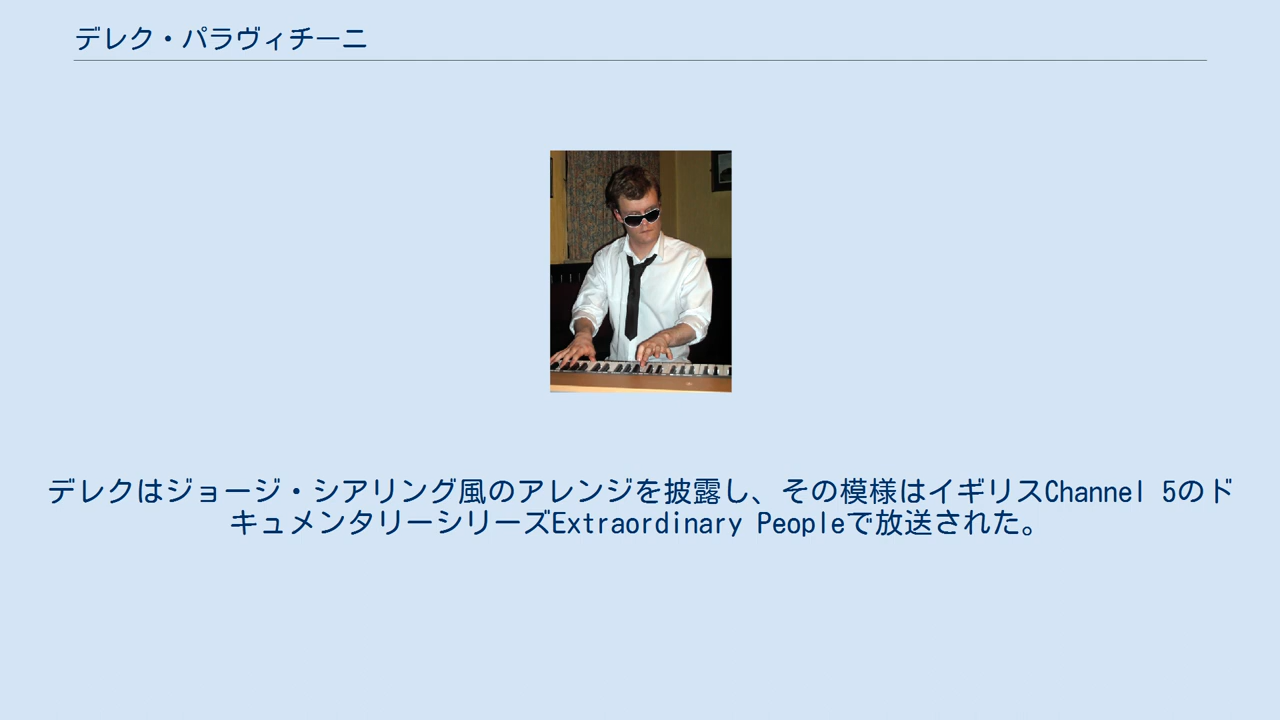 デレク・パラヴィチーニ
デレクはジョージ・シアリング風のアレンジを披露し、その模様はイギリスChannel 5のド
キュメンタリーシリーズExtraordinary Peopleで放送された。